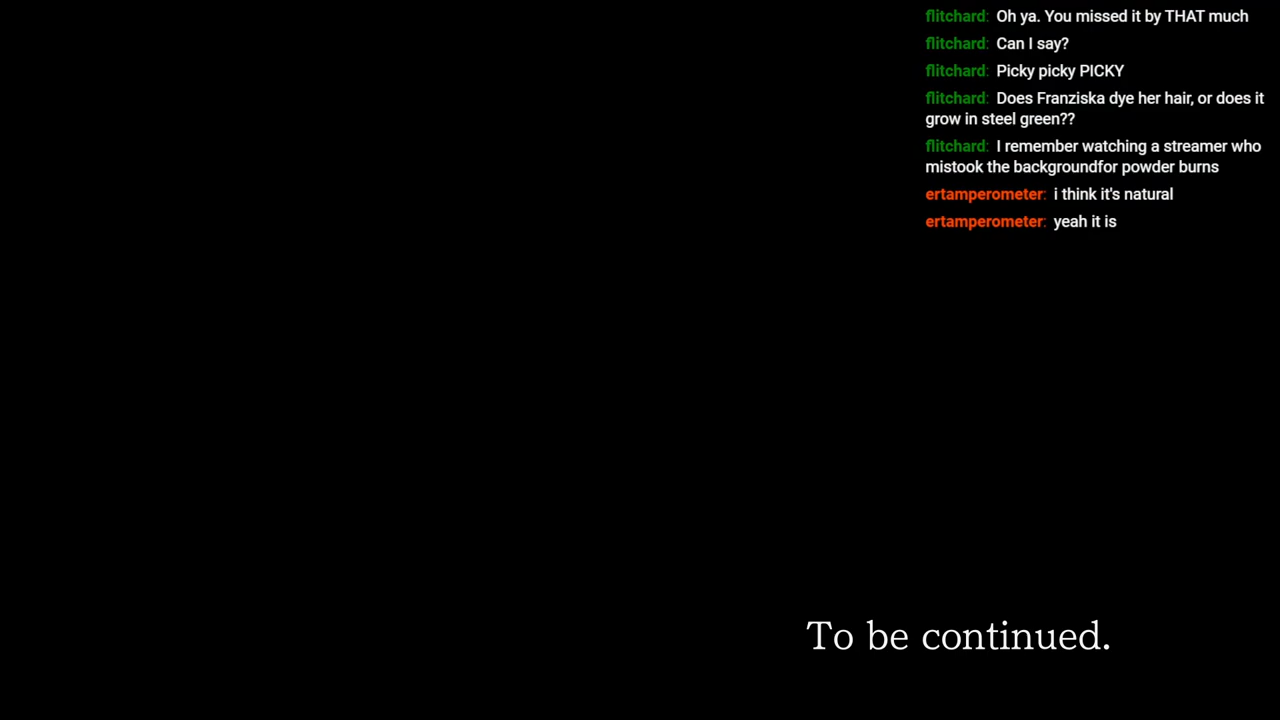 flitchard: Oh ya. You missed it by THAT much
flitchard: Can I say?
flitchard: Picky picky PICKY
flitchard: Does Franziska dye her hair, or does it
grow in steel green??
flitchard: I remember watching a streamer who
mistook the backgroundfor powder burns
ertamperometer: i think it's natural
ertamperometer: yeah it is
To be continued.